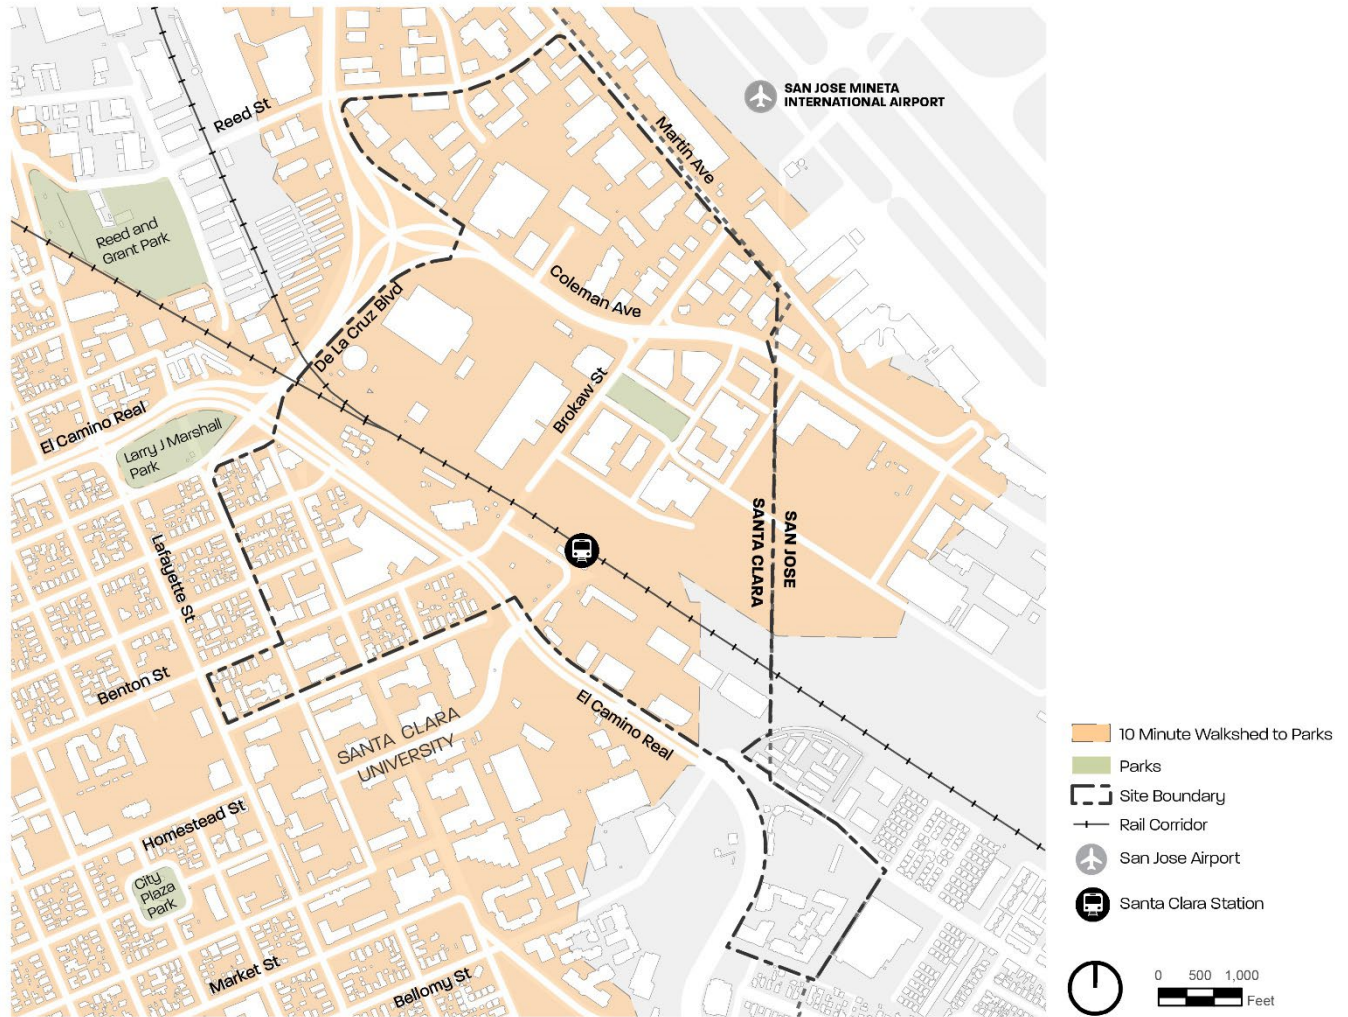 SAN JOSE MINETA
INTERNATIONAL AIRPORT
Reed St
Martin Ave
Reed and
Grant Park
Coleman Ave
De La Cruz Blvd
El Camino Real
Larry J Marshall
Park
Brokaw St
Lafayette St
SANTA CLARA
SAN JOSE
Benton St
SANTA CLARA
UNIVERSITY
El Camino Real
Homestead St
City
Plaza
Park
Market St
Bellomy St
10 Minute Walkshed to Parks
Parks
Site Boundary
Rail Corridor
San Jose Airport
Santa Clara Station
0 500 1,000
Feet